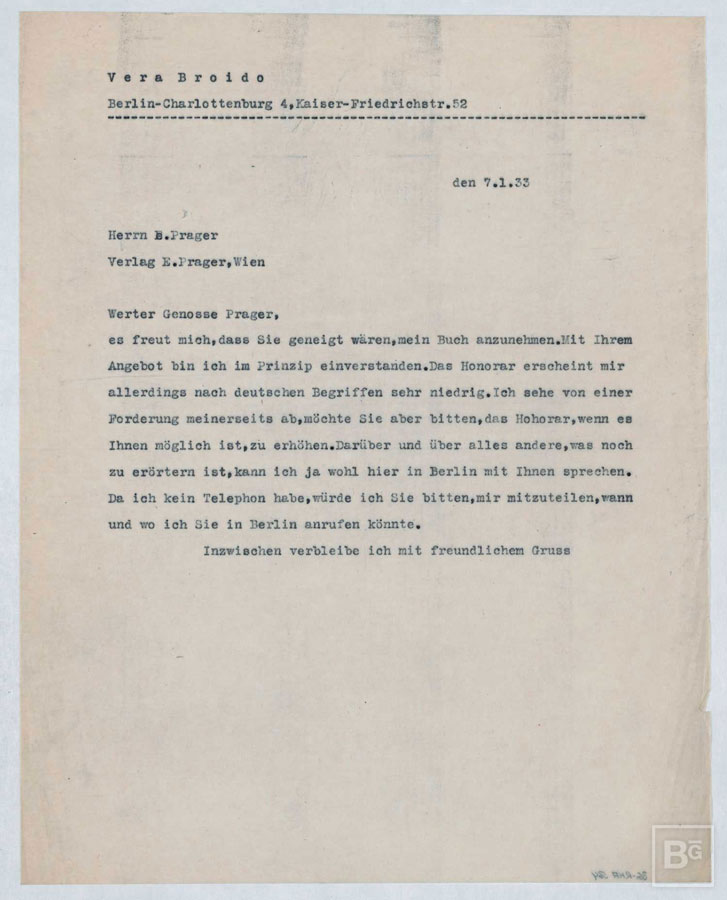 Vera Broido
Berlin-Charlottenburg 4,Kaiser-Friedrichstr.52
den 7.1.33
Herrn E.Prager
Verlag E.Prager,Wien
Werter Genosse Prager,
es freut mich,dass Sie geneigt wären,mein Buch anzunehmen.Mit Ihrem
Angebot bin ich im Prinzip einverstanden.Das Honorar erscheint mir
allerdings nach deutschen Begriffen sehr niedrig.Ich sehe von einer
Forderung meinerseits ab,möchte Sie aber bitten,das Hohorar,wenn es
Ihnen möglich ist,zu erhöhen.Darüber und über alles andere,was noch
zu erörtern ist,kann ich ja wohl hier in Berlin mit Ihnen sprechen.
Da ich kein Telephon habe,würde ich Sie bitten,mir mitzuteilen,wann
und wo ich Sie in Berlin anrufen könnte.
Inzwischen verbleibe ich mit freundlichem Gruss
BG